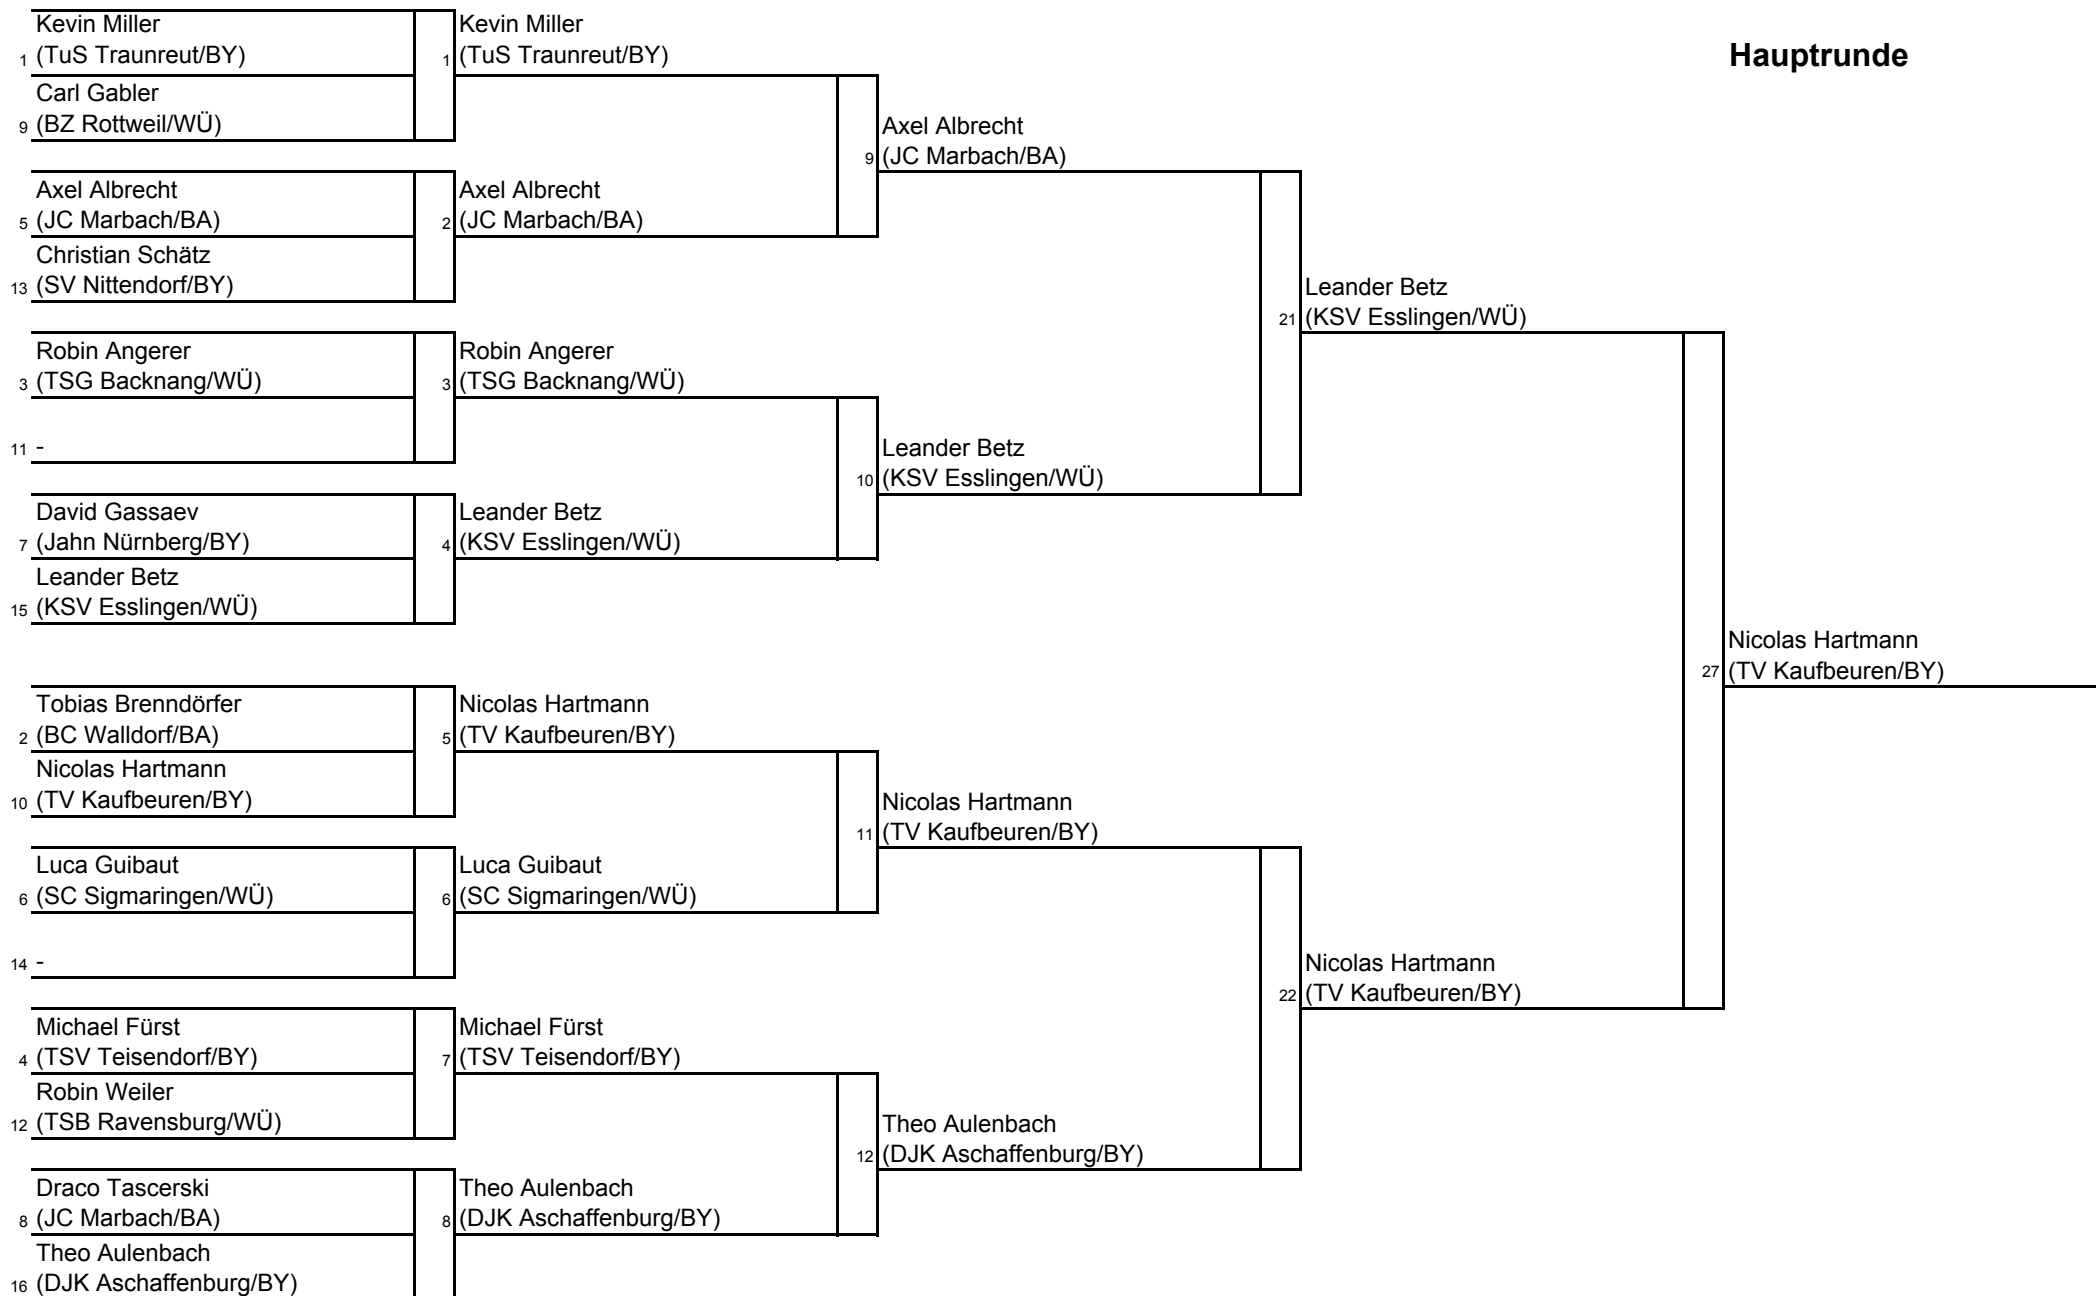 Hauptrunde
Kevin Miller
1 (TuS Traunreut/BY)
Carl Gabler
9 (BZ Rottweil/WÜ)
Axel Albrecht
5 (JC Marbach/BA)
Christian Schätz
13 (SV Nittendorf/BY)
Robin Angerer
3 (TSG Backnang/WÜ)
11 -
David Gassaev
7 (Jahn Nürnberg/BY)
Leander Betz
15 (KSV Esslingen/WÜ)
Tobias Brenndörfer
2 (BC Walldorf/BA)
Nicolas Hartmann
10 (TV Kaufbeuren/BY)
Luca Guibaut
6 (SC Sigmaringen/WÜ)
14 -
Michael Fürst
4 (TSV Teisendorf/BY)
Robin Weiler
12 (TSB Ravensburg/WÜ)
Draco Tascerski
8 (JC Marbach/BA)
Theo Aulenbach
16 (DJK Aschaffenburg/BY)
Kevin Miller
1 (TuS Traunreut/BY)
Axel Albrecht
2 (JC Marbach/BA)
Robin Angerer
3 (TSG Backnang/WÜ)
Leander Betz
4 (KSV Esslingen/WÜ)
Nicolas Hartmann
5 (TV Kaufbeuren/BY)
Luca Guibaut
6 (SC Sigmaringen/WÜ)
Michael Fürst
7 (TSV Teisendorf/BY)
Theo Aulenbach
8 (DJK Aschaffenburg/BY)
Axel Albrecht
9 (JC Marbach/BA)
Leander Betz
10 (KSV Esslingen/WÜ)
Nicolas Hartmann
11 (TV Kaufbeuren/BY)
Theo Aulenbach
12 (DJK Aschaffenburg/BY)
Leander Betz
21 (KSV Esslingen/WÜ)
Nicolas Hartmann
22 (TV Kaufbeuren/BY)
Nicolas Hartmann
27 (TV Kaufbeuren/BY)